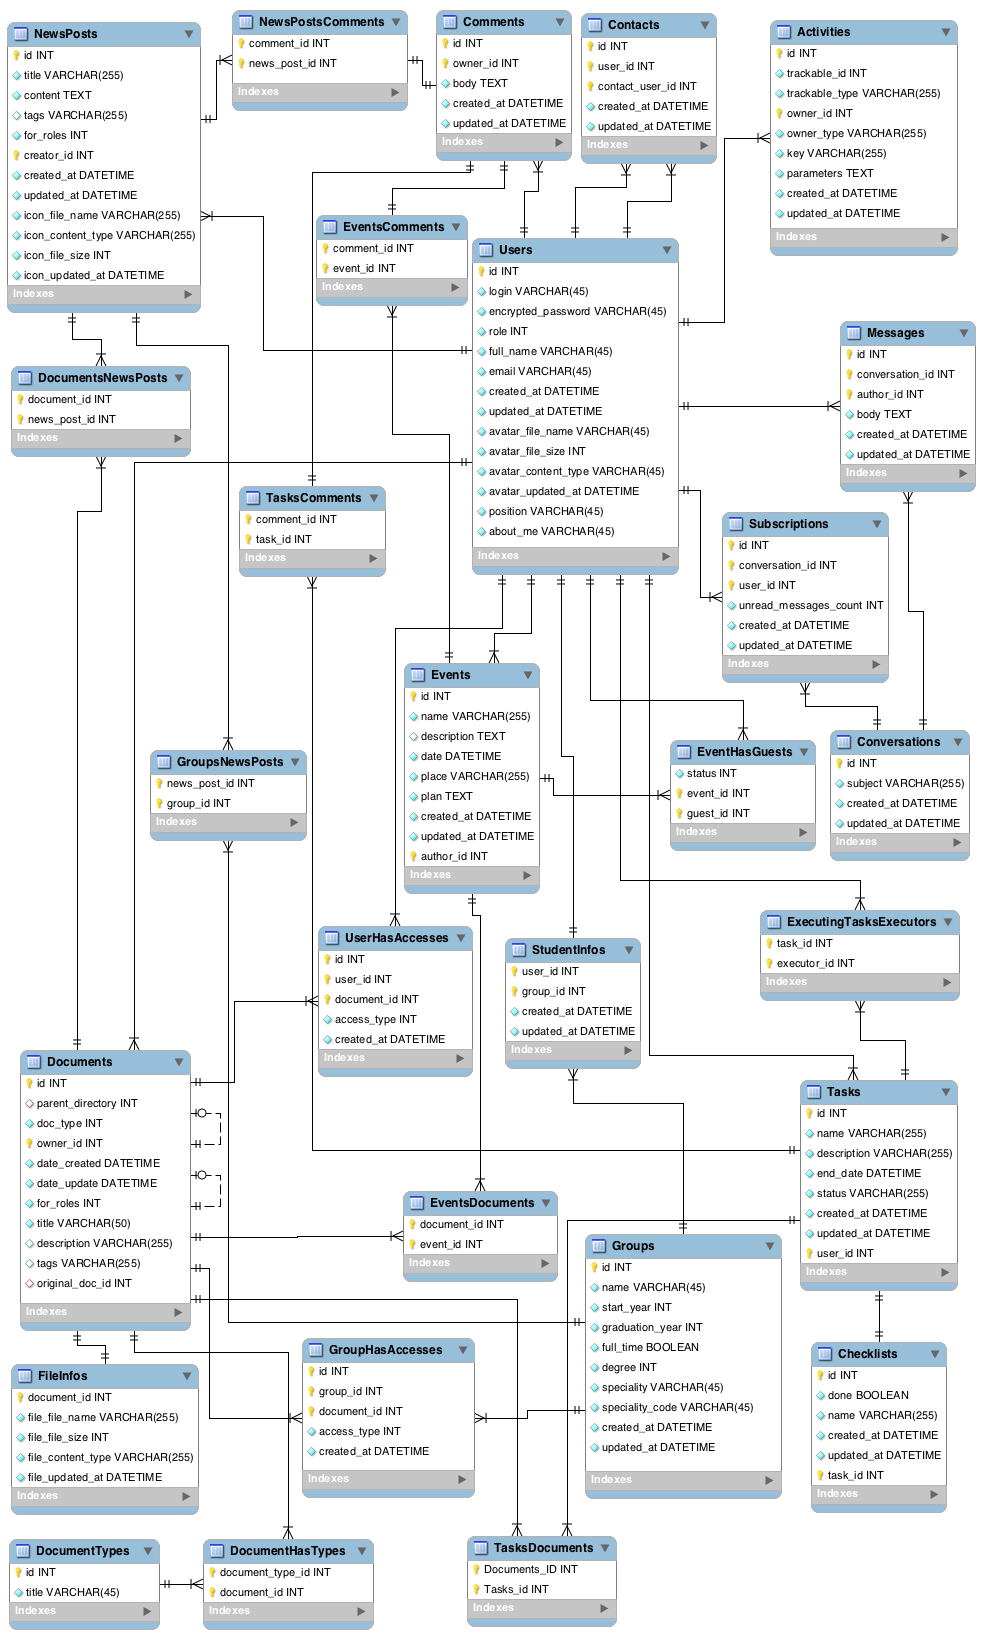 NewsPosts
id INT
title VARCHAR(255)
content TEXT
tags VARCHAR(255)
for_roles INT
creator_id INT
created_at DATETIME
updated_at DATETIME
icon_file_name VARCHAR(255)
icon_content_type VARCHAR(255)
icon_file_size INT
icon_updated_at DATETIME
Indexes
NewsPostsComments
comment_id INT
news_post_id INT
Indexes
Comments
id INT
owner_id INT
body TEXT
created_at DATETIME
updated_at DATETIME
Indexes
Contacts
id INT
user_id INT
contact_user_id INT
created_at DATETIME
updated_at DATETIME
Indexes
Activities
id INT
trackable_id INT
trackable_type VARCHAR(255)
owner_id INT
owner_type VARCHAR(255)
key VARCHAR(255)
parameters TEXT
created_at DATETIME
updated_at DATETIME
Indexes
EventsComments
comment_id INT
event_id INT
Indexes
Users
id INT
login VARCHAR(45)
encrypted_password VARCHAR(45)
role INT
full_name VARCHAR(45)
email VARCHAR(45)
created_at DATETIME
updated_at DATETIME
avatar_file_name VARCHAR(45)
avatar_file_size INT
avatar_content_type VARCHAR(45)
avatar_updated_at DATETIME
position VARCHAR(45)
about_me VARCHAR(45)
Indexes
Messages
id INT
conversation_id INT
author_id INT
body TEXT
created_at DATETIME
updated_at DATETIME
Indexes
DocumentsNewsPosts
document_id INT
news_post_id INT
Indexes
TasksComments
comment_id INT
task_id INT
Indexes
Subscriptions
id INT
conversation_id INT
user_id INT
unread_messages_count INT
created_at DATETIME
updated_at DATETIME
Indexes
Events
id INT
name VARCHAR(255)
description TEXT
date DATETIME
place VARCHAR(255)
plan TEXT
created_at DATETIME
updated_at DATETIME
author_id INT
Indexes
EventHasGuests
status INT
event_id INT
guest_id INT
Indexes
Conversations
id INT
subject VARCHAR(255)
created_at DATETIME
updated_at DATETIME
Indexes
GroupsNewsPosts
news_post_id INT
group_id INT
Indexes
UserHasAccesses
id INT
user_id INT
document_id INT
access_type INT
created_at DATETIME
Indexes
StudentInfos
user_id INT
group_id INT
created_at DATETIME
updated_at DATETIME
Indexes
ExecutingTasksExecutors
task_id INT
executor_id INT
Indexes
Documents
id INT
parent_directory INT
doc_type INT
owner_id INT
date_created DATETIME
date_update DATETIME
for_roles INT
title VARCHAR(50)
description VARCHAR(255)
tags VARCHAR(255)
original_doc_id INT
Indexes
Tasks
id INT
name VARCHAR(255)
description VARCHAR(255)
end_date DATETIME
status VARCHAR(255)
created_at DATETIME
updated_at DATETIME
user_id INT
Indexes
EventsDocuments
document_id INT
event_id INT
Indexes
Groups
id INT
name VARCHAR(45)
start_year INT
graduation_year INT
full_time BOOLEAN
degree INT
speciality VARCHAR(45)
speciality_code VARCHAR(45)
created_at DATETIME
updated_at DATETIME
Indexes
GroupHasAccesses
id INT
group_id INT
document_id INT
access_type INT
created_at DATETIME
Indexes
Checklists
id INT
done BOOLEAN
name VARCHAR(255)
created_at DATETIME
updated_at DATETIME
task_id INT
Indexes
FileInfos
document_id INT
file_file_name VARCHAR(255)
file_file_size INT
file_content_type VARCHAR(255)
file_updated_at DATETIME
Indexes
DocumentTypes
id INT
title VARCHAR(45)
Indexes
DocumentHasTypes
document_type_id INT
document_id INT
Indexes
TasksDocuments
Documents_ID INT
Tasks_id INT
Indexes